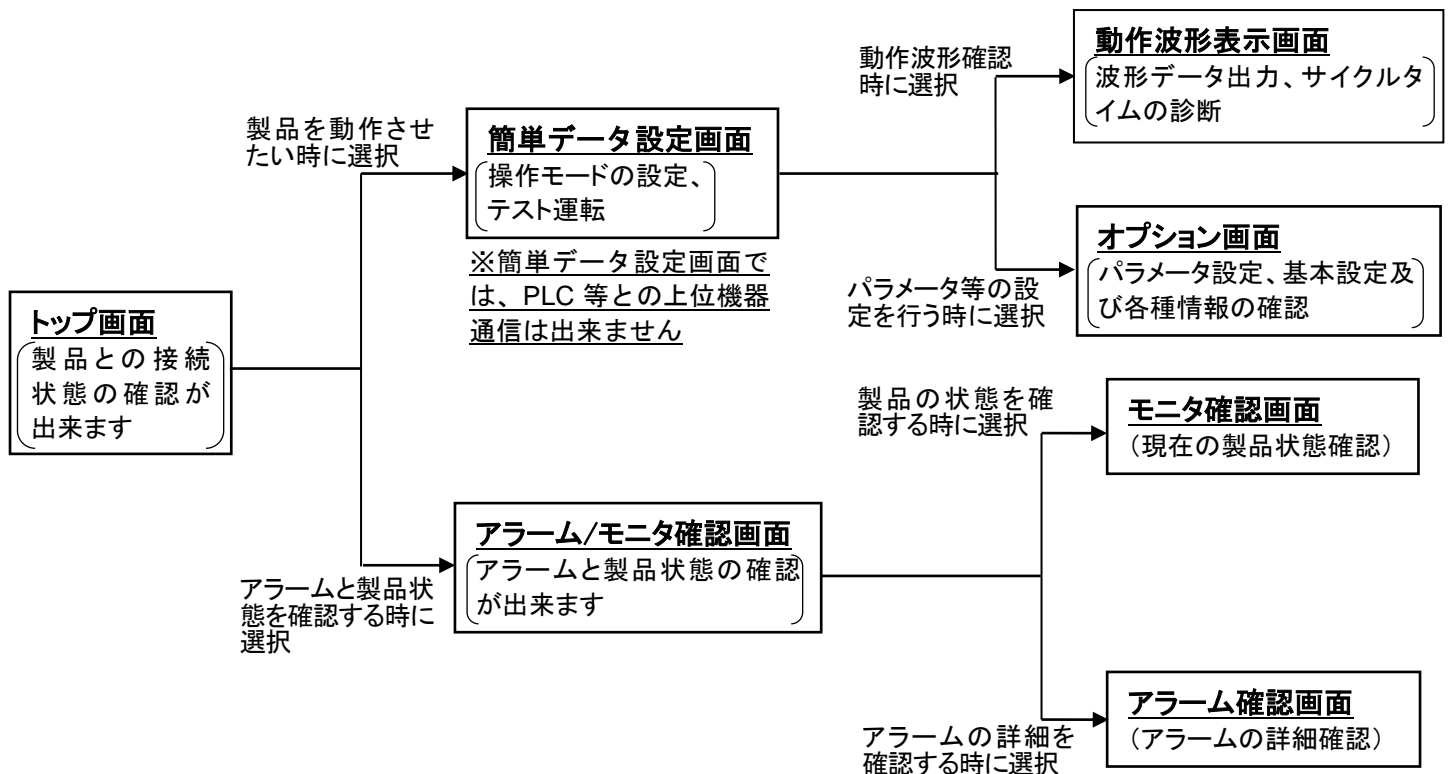 トップ画面
製品との接続
状態の確認が
出来ます
製品を動作させ
たい時に選択
簡単データ設定画面
操作モードの設定、
テスト運転
※簡単データ設定画面で
は、PLC 等との上位機器
通信は出来ません
動作波形確認
時に選択
動作波形表示画面
波形データ出力、サイクルタ
イムの診断
パラメータ等の設
定を行う時に選択
オプション画面
パラメータ設定、基本設定及
び各種情報の確認
アラームと製品状
態を確認する時に
選択
アラーム/モニタ確認画面
アラームと製品状態の確認
が出来ます
製品の状態を確
認する時に選択
モニタ確認画面
（現在の製品状態確認）
アラームの詳細を
確認する時に選択
アラーム確認画面
（アラームの詳細確認）